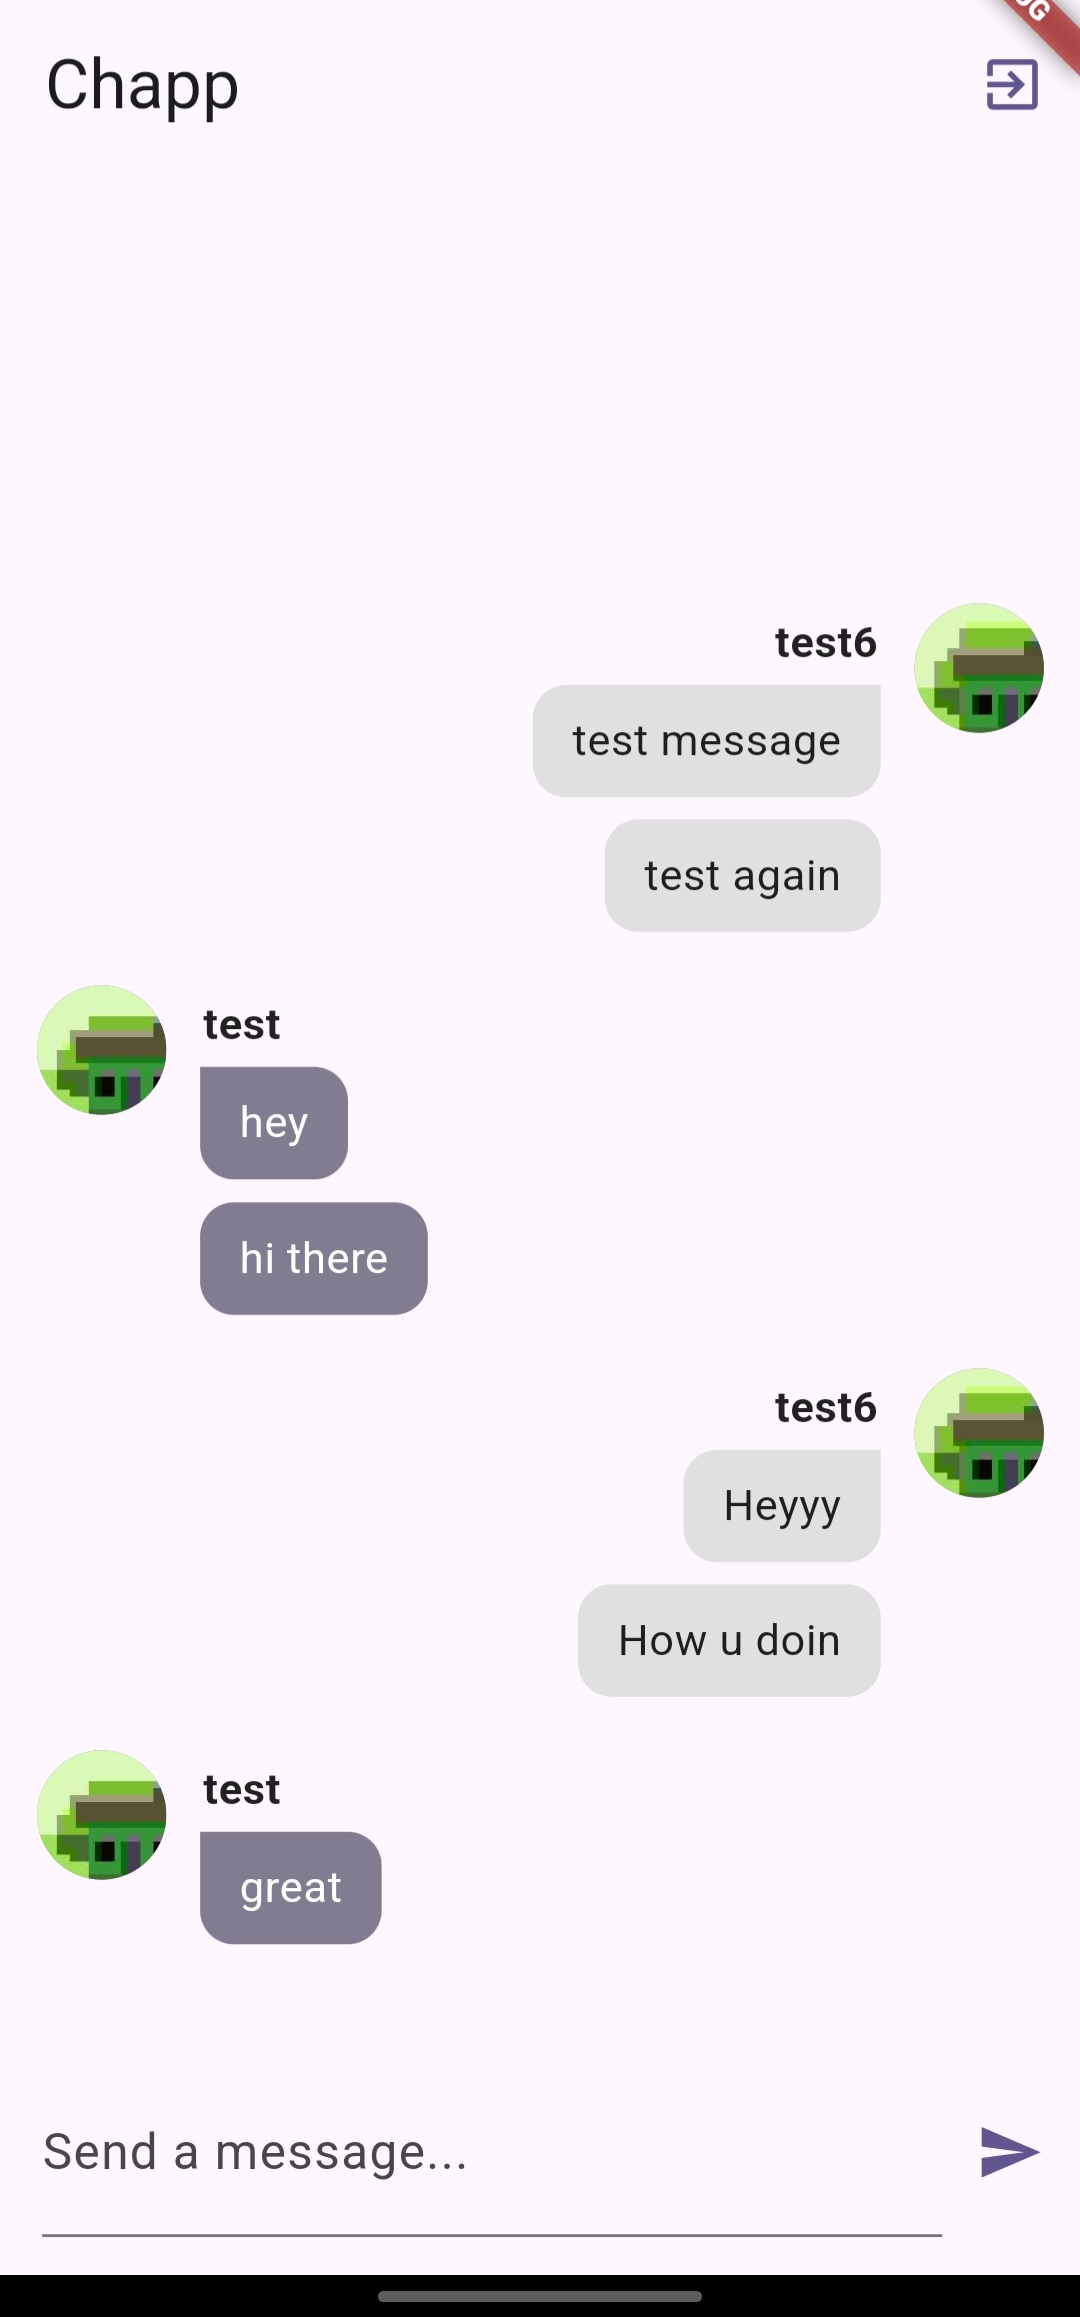 Chapp
test6
test message
test again
test
hey
hi there
test6
Heyyy
How u doin
test
great
Send a message...